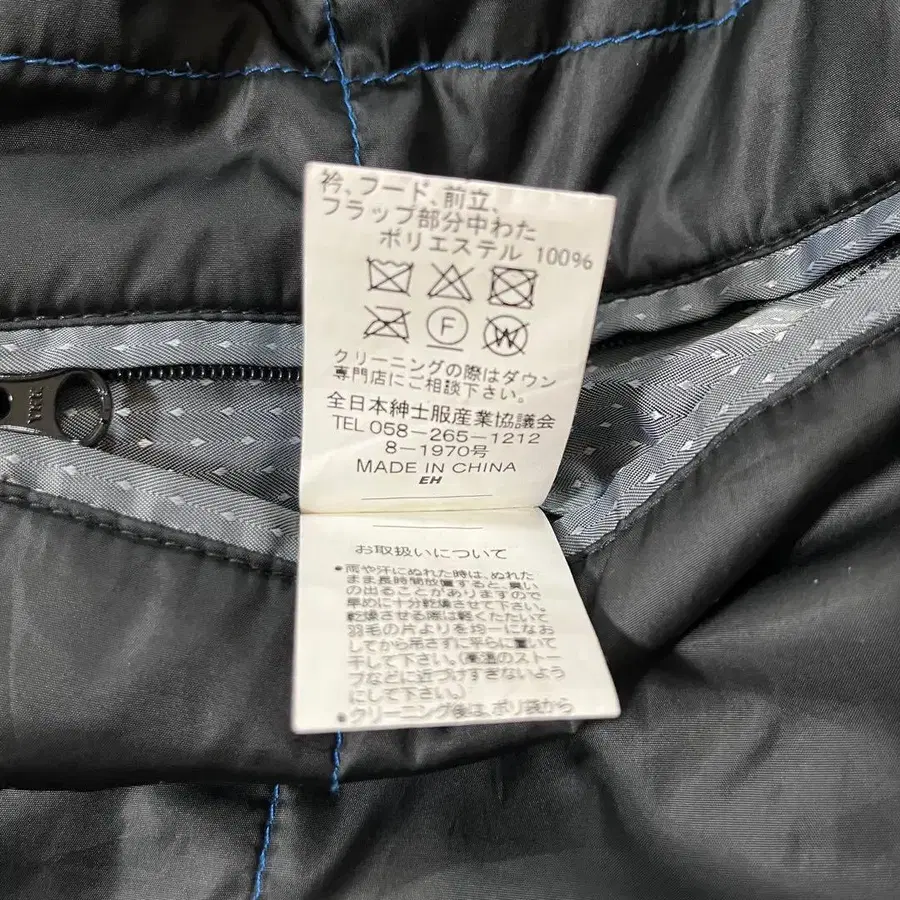 衿、フード、前立、
フラップ部分中わた
ポリエステル 100%
F
W
クリーニングの際はダウン
専門店にご相談下さい。
全日本紳士服産業協議会
TEL 058-265-1212
8-1970号
MADE IN CHINA
EH
お取扱いについて
●雨や汗にぬれた時は、ぬれた
まま長時間放置すると、臭い
の出ることがありますので
早めに十分乾燥させて下さい。
乾燥させる際は軽くたたいて
羽毛の片よりを均一になお
してから吊さずに平らに置いて
干して下さい。(高温のストー
ブなどに近づけすぎないよう
にして下さい。)
●クリーニング後は、ポリ袋から
YKK